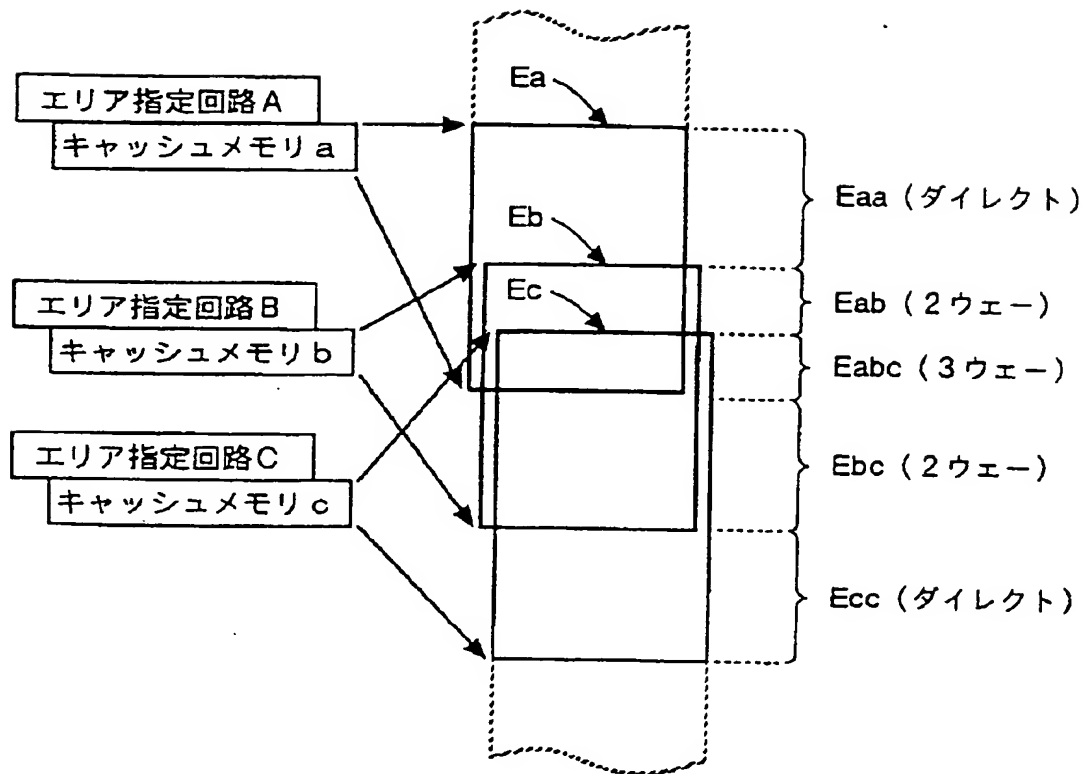 エリア指定回路A
キャッシュメモリa
エリア指定回路B
キャッシュメモリb
エリア指定回路C
キャッシュメモリc
Ea
Eb
Ec
Eaa（ダイレクト）
Eab（2ウェー）
Eabc（3ウェー）
Ebc（2ウェー）
Ecc（ダイレクト）